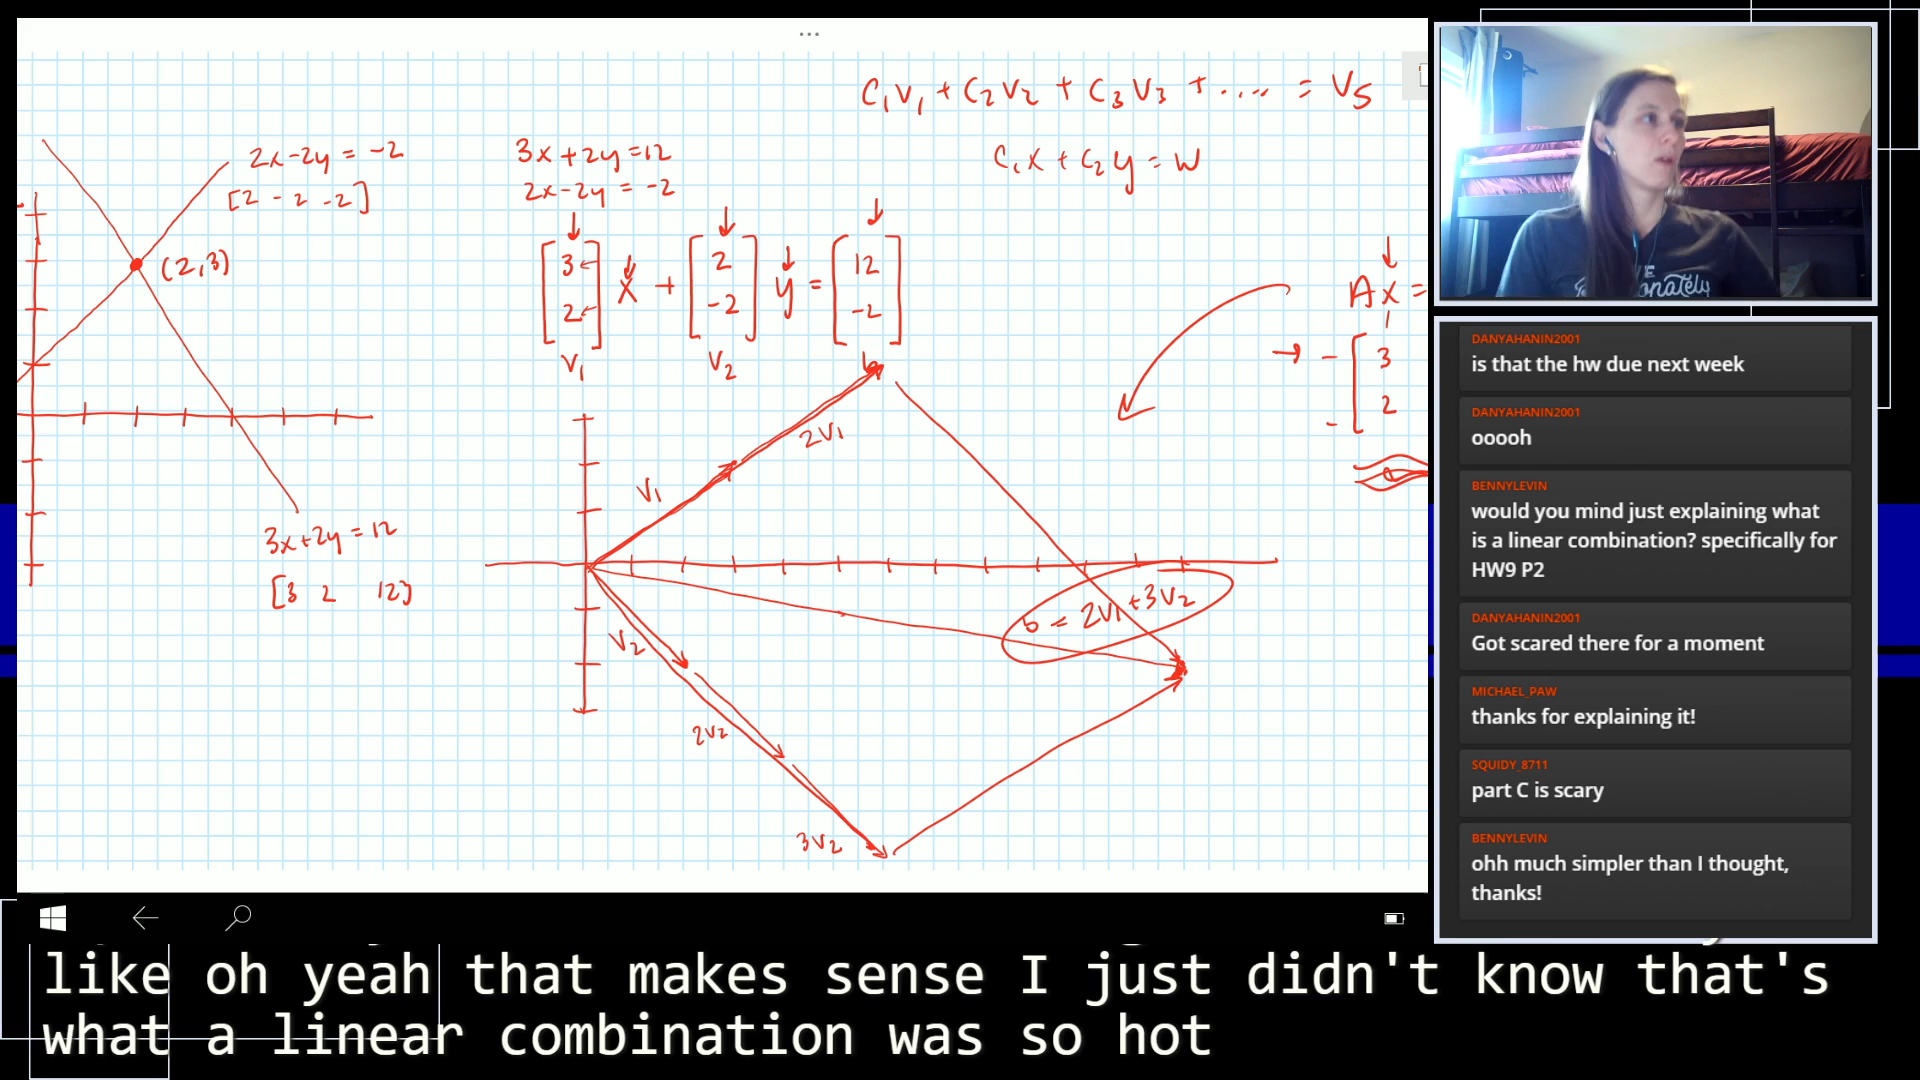 C₁V₁ + C₂V₂ + C₃V₃ + .... = V₅
C₁X + C₂y = W
2x-2y = -2
[2 -2 -2]
(2,3)
3x+2y=12
[3 2 12]
3x+2y=12
2x-2y = -2
[3 2] x + [2 -2] y = [12 -2]
V₁ V₂ b
V₁
2V₁
V₂
2V₂
3V₂
b = 2V₁+3V₂
Ax =
3
2
DANYAHANIN2001
is that the hw due next week
DANYAHANIN2001
ooooh
BENNYLEVIN
would you mind just explaining what
is a linear combination? specifically for
HW9 P2
DANYAHANIN2001
Got scared there for a moment
MICHAEL_PAW
thanks for explaining it!
SQUIDY_8711
part C is scary
BENNYLEVIN
ohh much simpler than I thought,
thanks!
like oh yeah that makes sense I just didn't know that's
what a linear combination was so hot